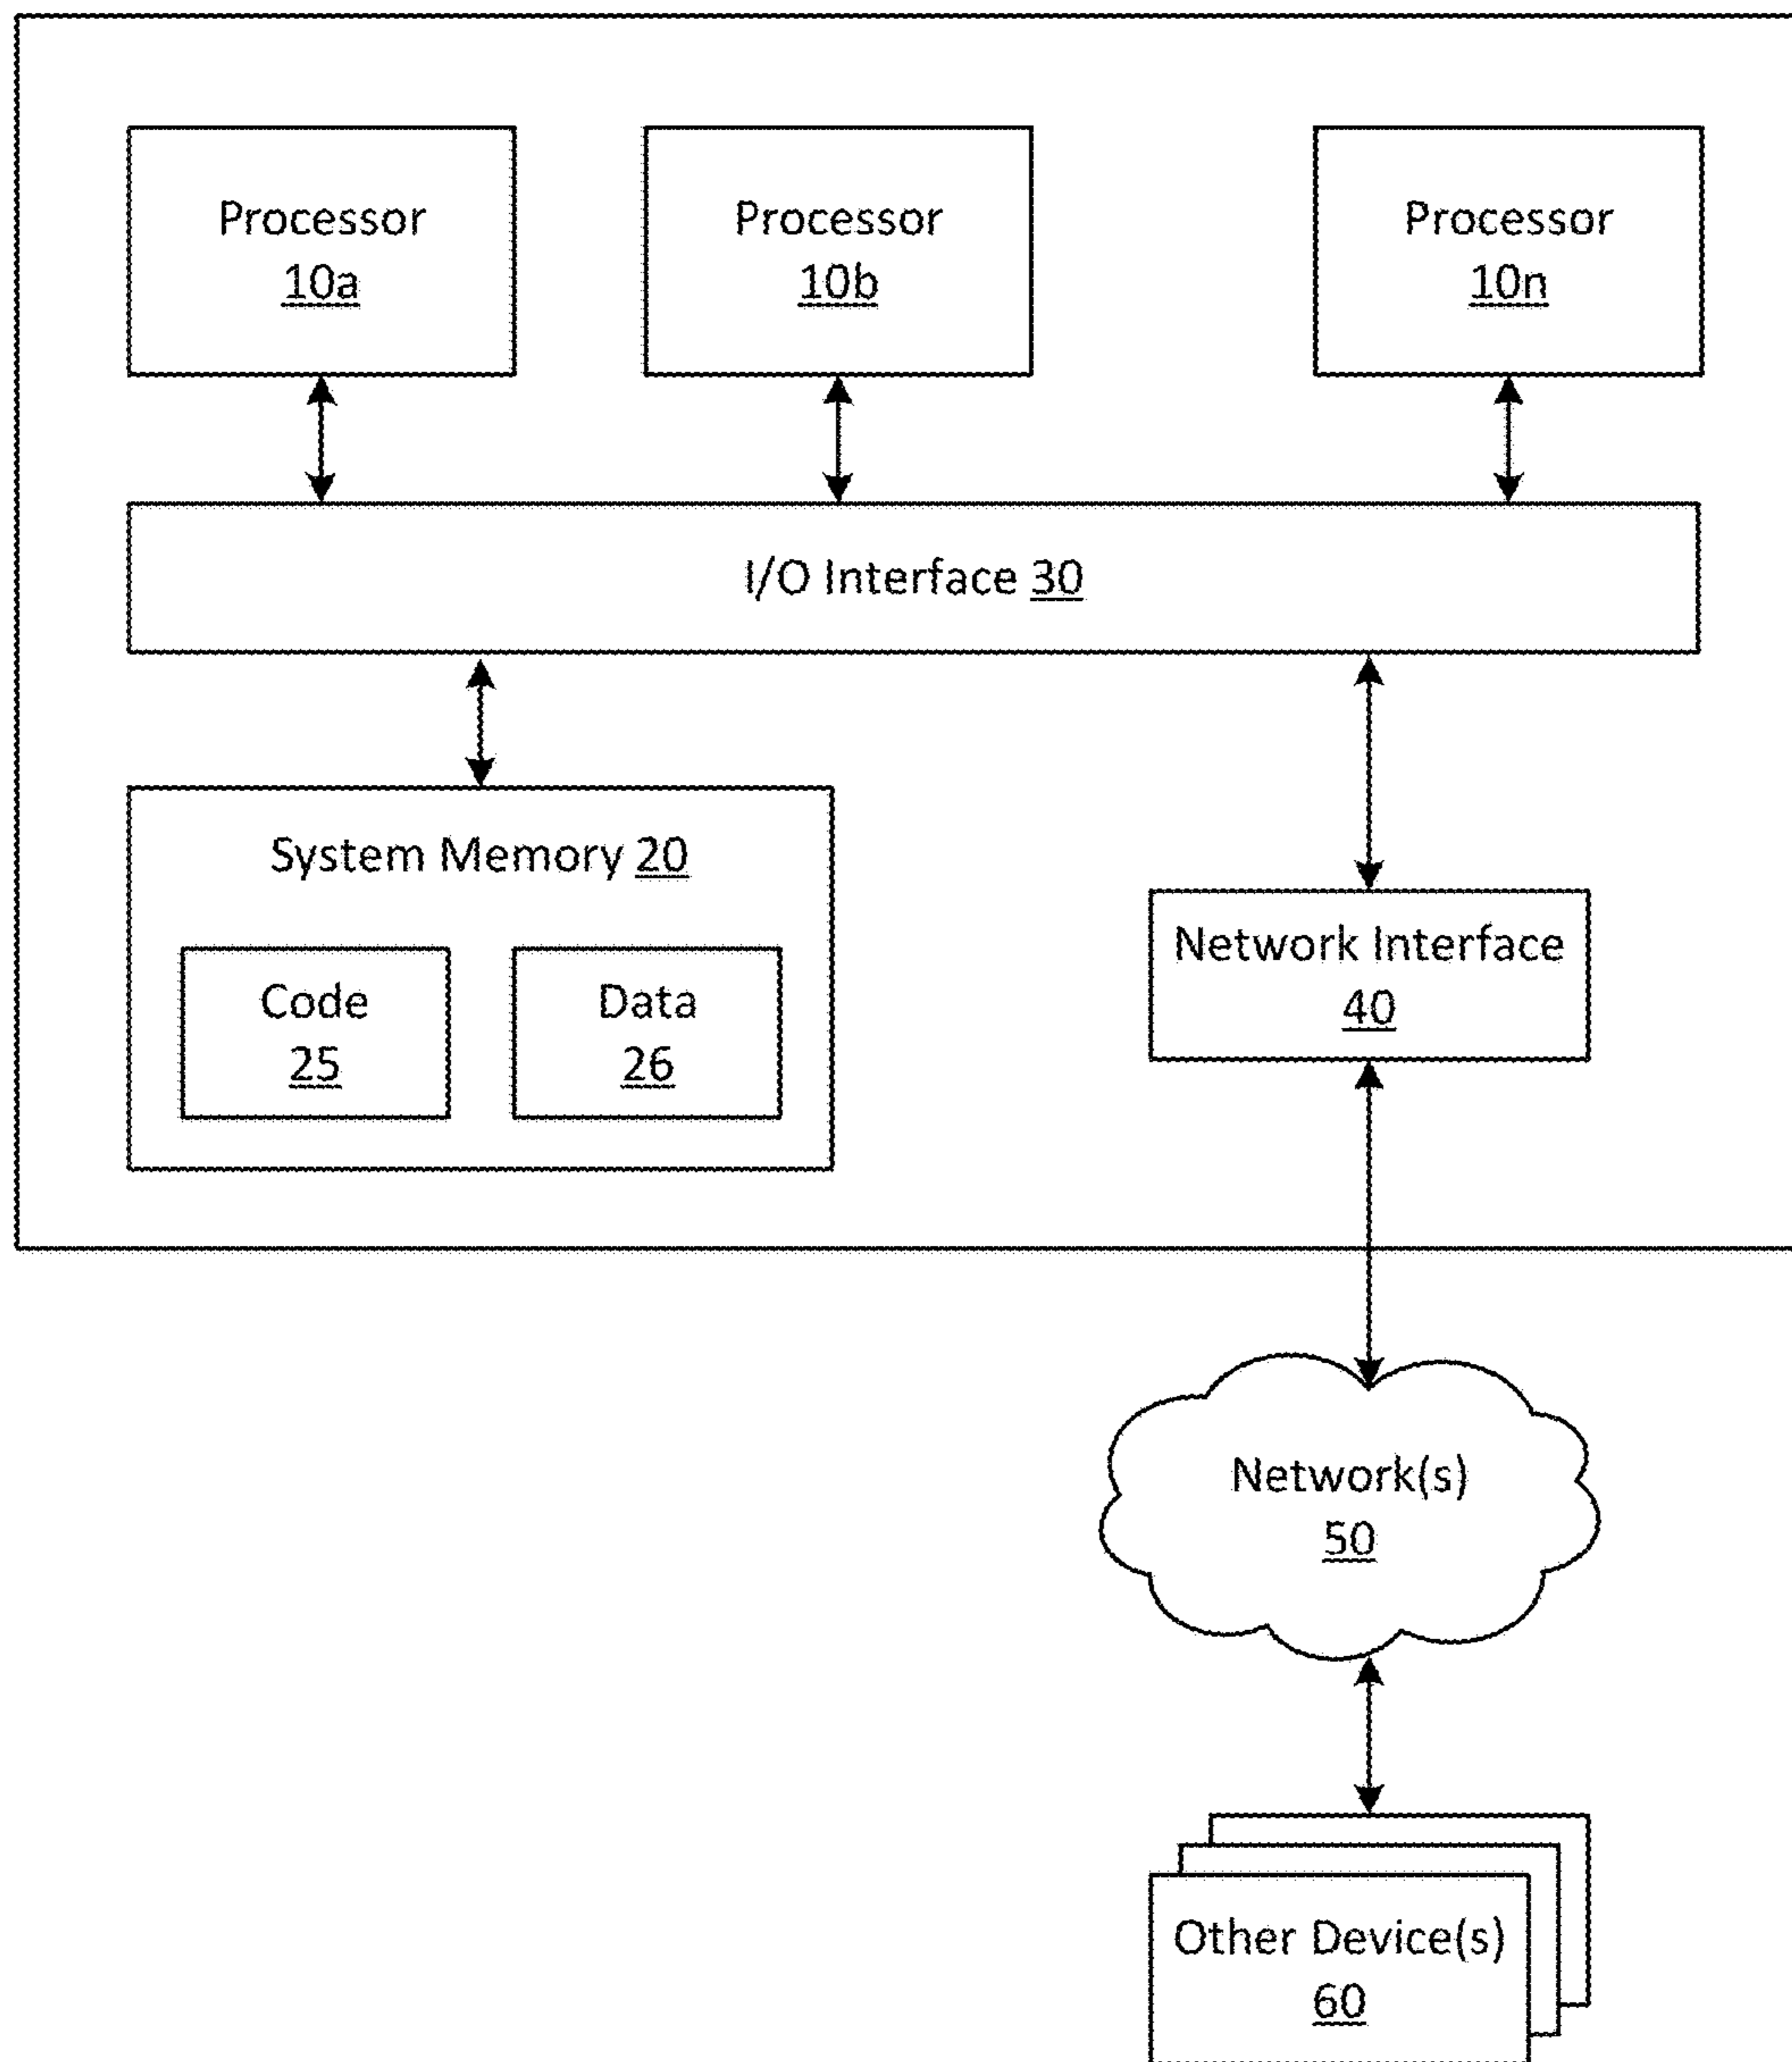 Processor
10a
Processor
10b
Processor
10n
I/O Interface 30
System Memory 20
Code
25
Data
26
Network Interface
40
Network(s)
50
Other Device(s)
60